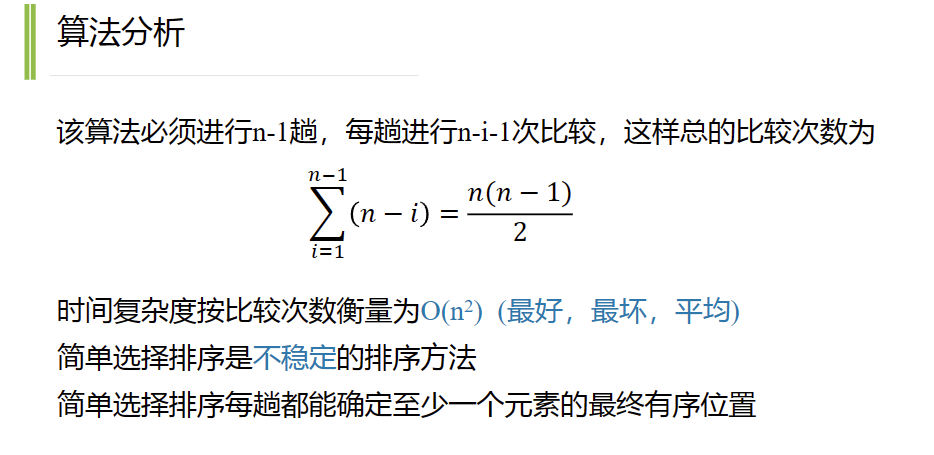 算法分析
该算法必须进行n-1趟，每趟进行n-i-1次比较，这样总的比较次数为
\sum_{i=1}^{n-1}(n-i)=\frac{n(n-1)}{2}
时间复杂度按比较次数衡量为O(n²)（最好，最坏，平均)
简单选择排序是不稳定的排序方法
简单选择排序每趟都能确定至少一个元素的最终有序位置